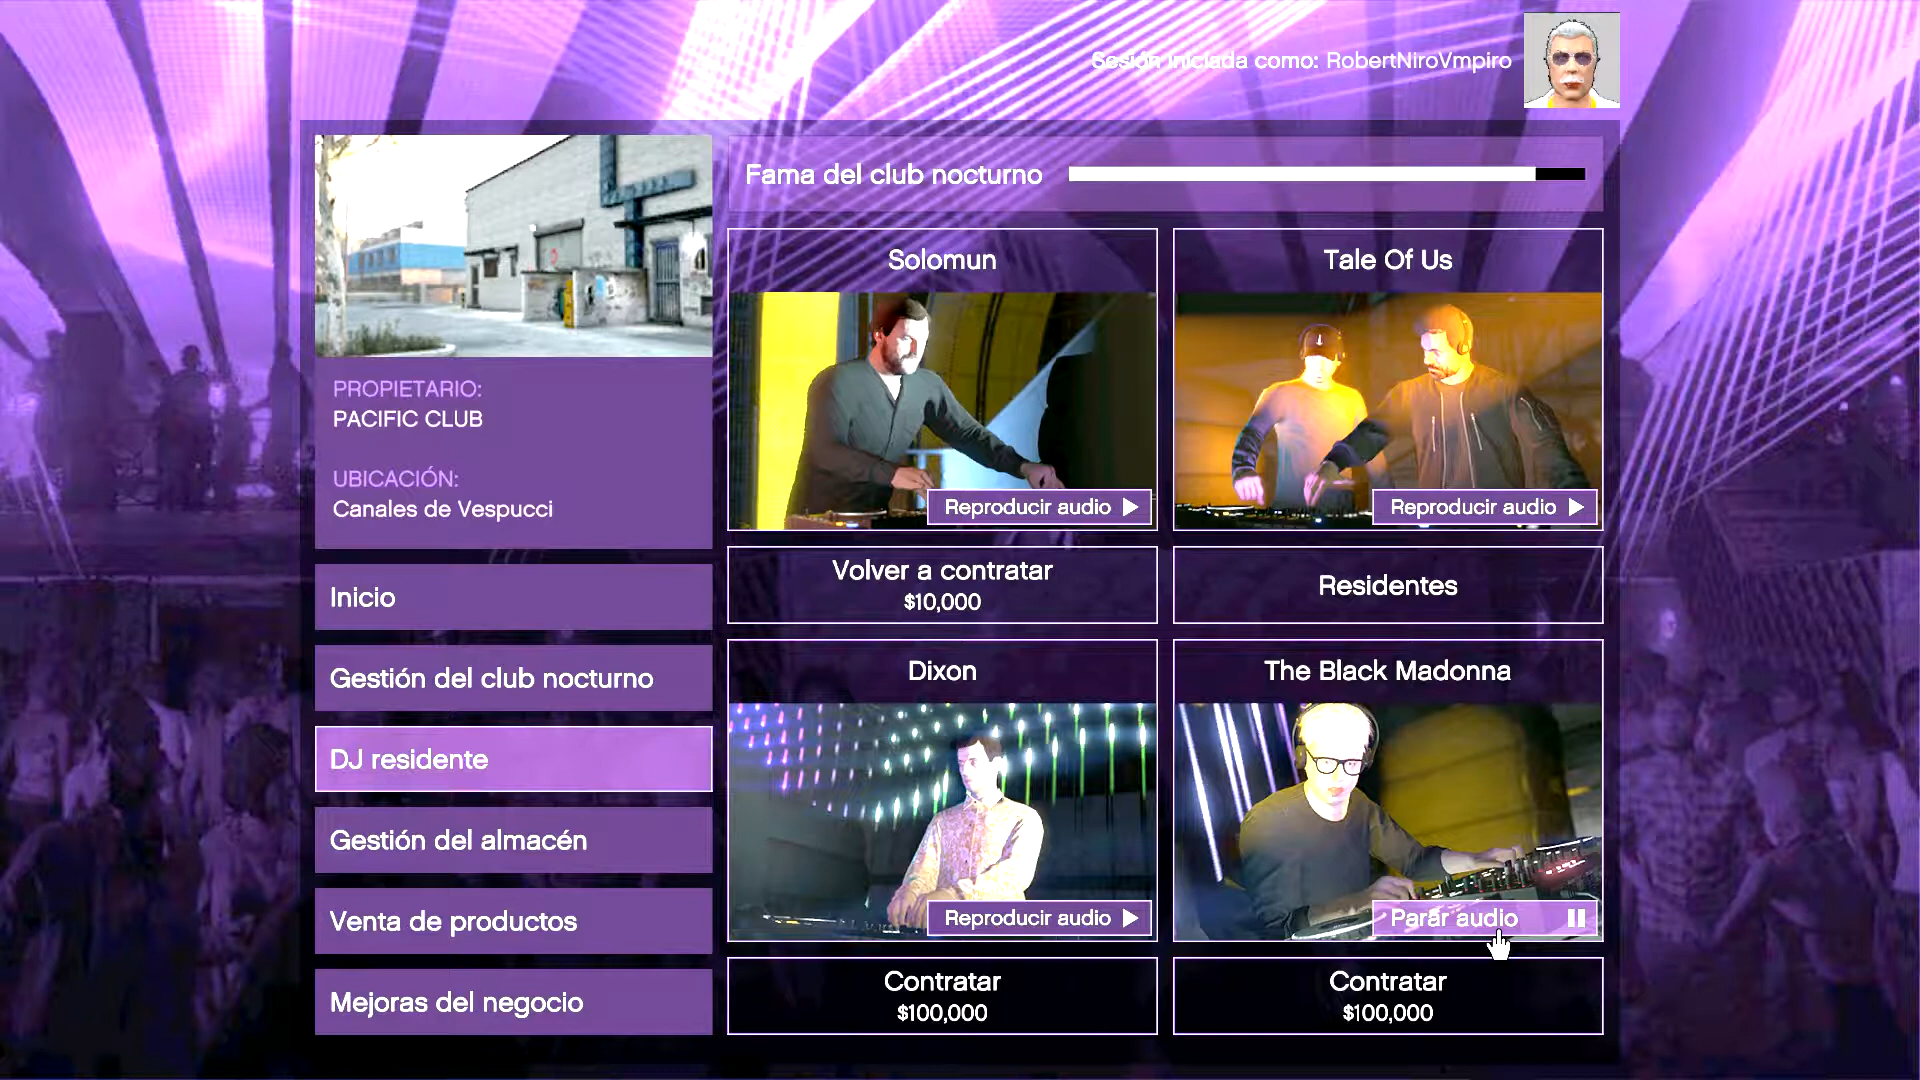 Sesión iniciada como: RobertNiroVmpiro
PROPIETARIO:
PACIFIC CLUB
UBICACIÓN:
Canales de Vespucci
Inicio
Gestión del club nocturno
DJ residente
Gestión del almacén
Venta de productos
Mejoras del negocio
Fama del club nocturno
Solomun
Reproducir audio
Volver a contratar
$10,000
Tale Of Us
Reproducir audio
Residentes
Dixon
Reproducir audio
Contratar
$100,000
The Black Madonna
Parar audio
Contratar
$100,000